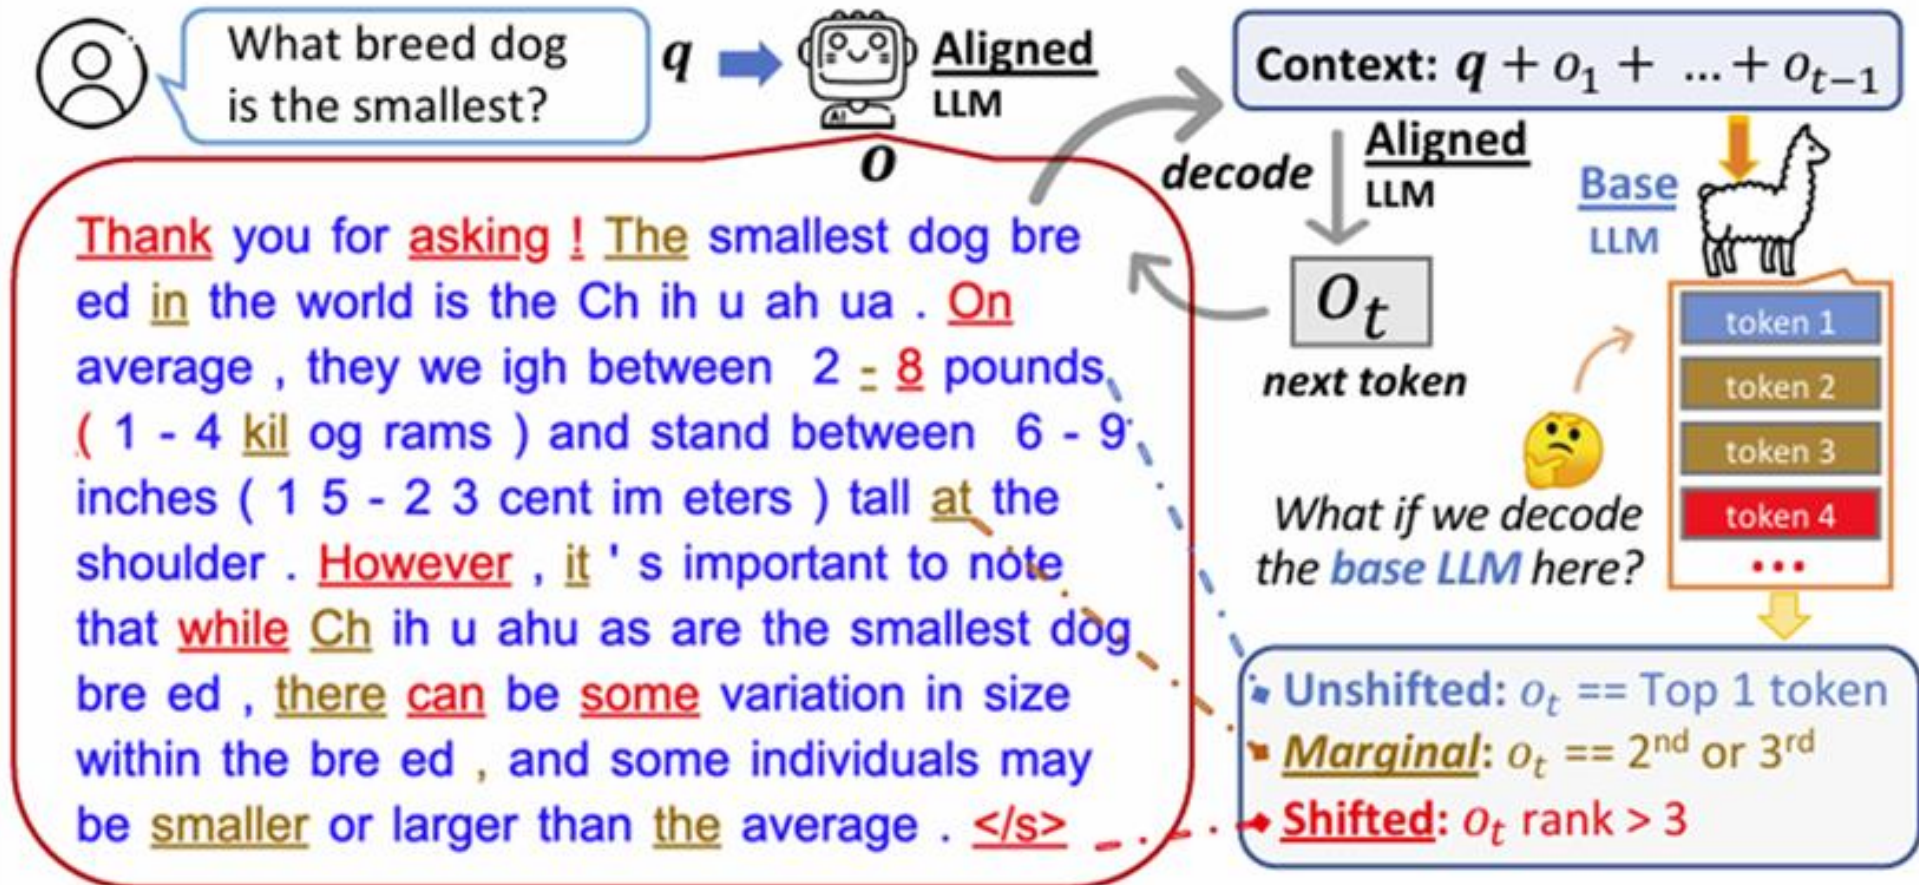 What breed dog
is the smallest?
q
Aligned
LLM
AI
o
Thank you for asking ! The smallest dog bre
ed in the world is the Ch ih u ah ua . On
average , they we igh between 2 - 8 pounds
( 1 - 4 kil og rams ) and stand between 6 - 9
inches ( 1 5 - 2 3 cent im eters ) tall at the
shoulder . However , it ' s important to note
that while Ch ih u ahu as are the smallest dog
bre ed , there can be some variation in size
within the bre ed , and some individuals may
be smaller or larger than the average . </s>
Context: q + o₁ + ... + oₜ₋₁
decode
Aligned
LLM
oₜ
next token
Base
LLM
token 1
token 2
token 3
token 4
...
What if we decode
the base LLM here?
Unshifted: oₜ == Top 1 token
Marginal: oₜ == 2nd or 3rd
Shifted: oₜ rank > 3